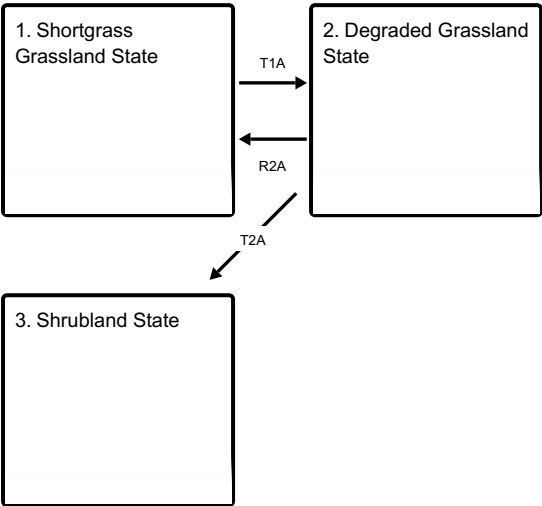 1. Shortgrass
Grassland State
T1A
2. Degraded Grassland
State
R2A
T2A
3. Shrubland State